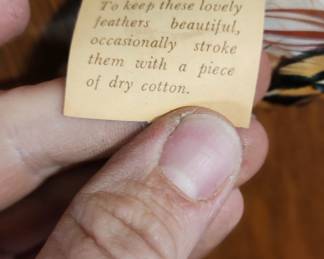 To keep these lovely
feathers beautiful,
occasionally stroke
them with a piece
of dry cotton.